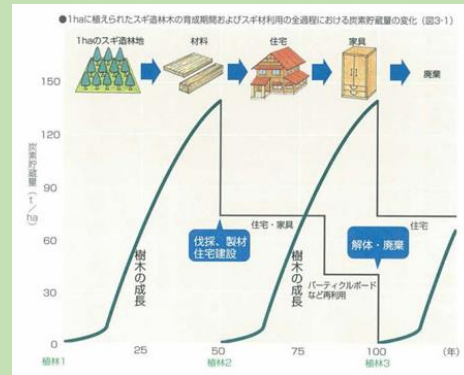 ●1haに植えられたスギ造林木の育成期間およびスギ材利用の全過程における炭素貯蔵量の変化（図3-1）
1haのスギ造林地
材料
住宅
家具
廃棄
150
120
90
60
30
0
炭素貯蔵量（t／ha）
樹木の成長
伐採、製材
住宅建設
住宅・家具
樹木の成長
パーティクルボード
など再利用
解体・廃棄
住宅
25
50
75
100
(年)
植林1
植林2
植林3